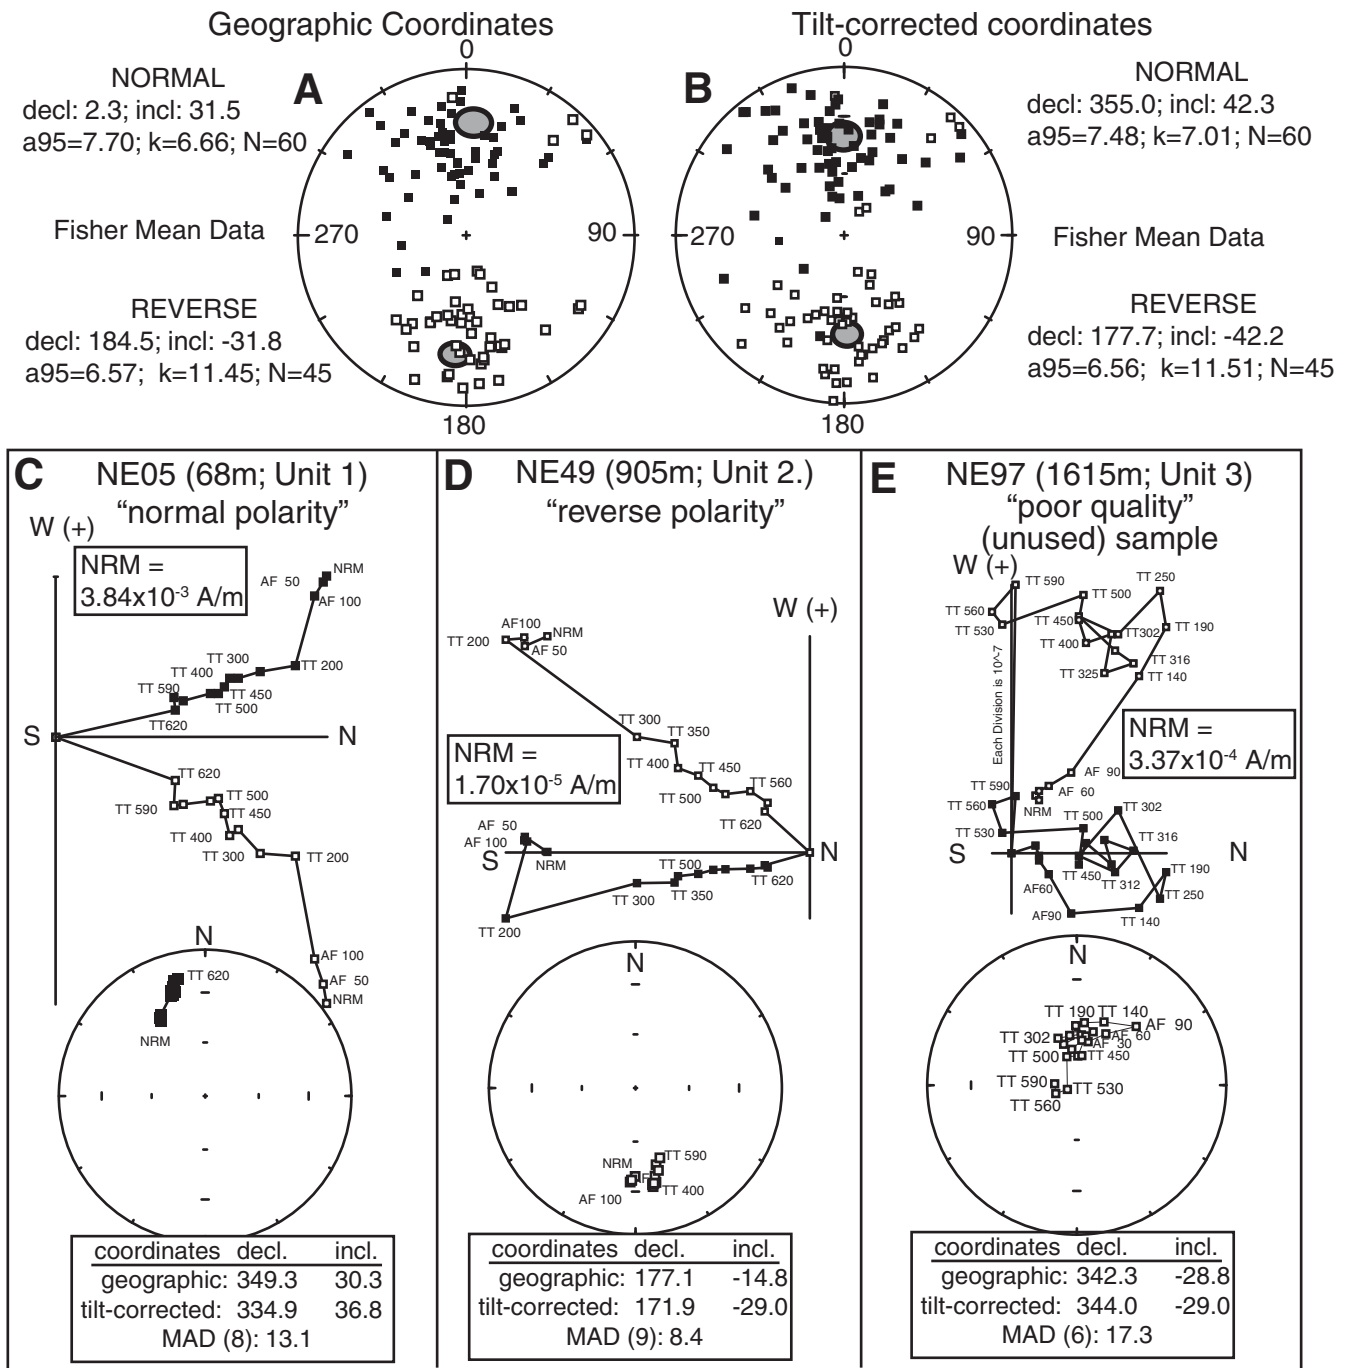 Geographic Coordinates
Tilt-corrected coordinates
NORMAL
decl: 2.3; incl: 31.5
a95=7.70; k=6.66; N=60
A
0
270
90
180
Fisher Mean Data
REVERSE
decl: 184.5; incl: -31.8
a95=6.57; k=11.45; N=45
B
0
270
90
180
NORMAL
decl: 355.0; incl: 42.3
a95=7.48; k=7.01; N=60
Fisher Mean Data
REVERSE
decl: 177.7; incl: -42.2
a95=6.56; k=11.51; N=45
C
NE05 (68m; Unit 1)
“normal polarity”
W (+)
NRM =
3.84x10-3 A/m
AF 50
NRM
AF 100
TT 300
TT 400
TT 200
TT 590
TT 450
TT 500
TT620
S
N
TT 620
TT 590
TT 500
TT 450
TT 400
TT 300
TT 200
AF 100
AF 50
NRM
N
TT 620
NRM
coordinates decl. incl.
geographic: 349.3 30.3
tilt-corrected: 334.9 36.8
MAD (8): 13.1
D
NE49 (905m; Unit 2.)
“reverse polarity”
W (+)
AF100
NRM
TT 200
AF 50
TT 300
TT 350
NRM =
1.70x10-5 A/m
TT 400
TT 450
TT 560
TT 500
TT 620
AF 50
AF 100
S
NRM
N
TT 500
TT 620
TT 300
TT 350
TT 200
N
NRM
TT 590
AF
TT 400
AF 100
coordinates decl. incl.
geographic: 177.1 -14.8
tilt-corrected: 171.9 -29.0
MAD (9): 8.4
E
NE97 (1615m; Unit 3)
“poor quality”
(unused) sample
W (+)
TT 590
TT 250
TT 560
TT 500
TT 530
TT 450
TT 302
TT 190
TT 400
TT 316
TT 325
TT 140
Each Division is 10^-7
NRM =
3.37x10-4 A/m
AF 90
TT 590
AF 60
TT 560
NRM
TT 302
TT 500
TT 530
TT 316
S
N
TT 450
TT 312
TT 190
AF60
TT 250
AF90
TT 140
TT 190
TT 140
AF 90
TT 302
AF 60
AF 30
TT 500
TT 450
TT 590
TT 530
TT 560
N
coordinates decl. incl.
geographic: 342.3 -28.8
tilt-corrected: 344.0 -29.0
MAD (6): 17.3